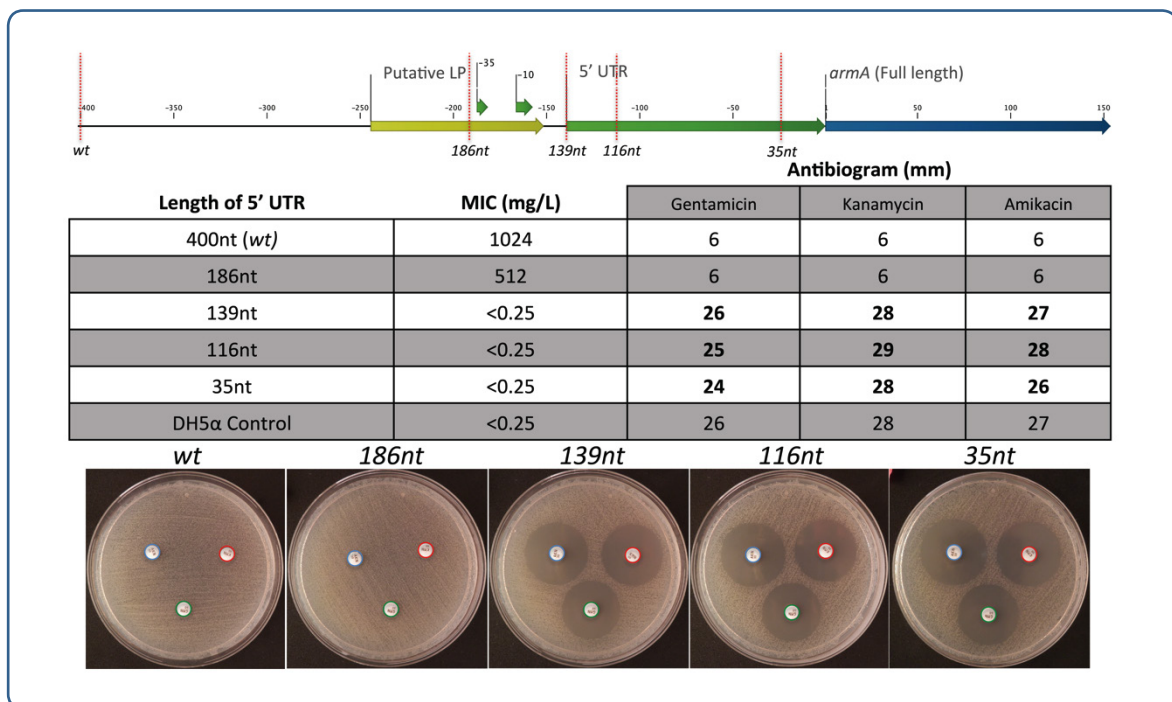 Putative LP
-35
-10
5' UTR
armA (Full length)
-400 -350 -300 -250 -200 -150 -100 -50 1 50 100 150
wt 186nt 139nt 116nt 35nt
Antibiogram (mm)
Length of 5' UTR MIC (mg/L) Gentamicin Kanamycin Amikacin
400nt (wt) 1024 6 6 6
186nt 512 6 6 6
139nt <0.25 26 28 27
116nt <0.25 25 29 28
35nt <0.25 24 28 26
DH5α Control <0.25 26 28 27
wt 186nt 139nt 116nt 35nt